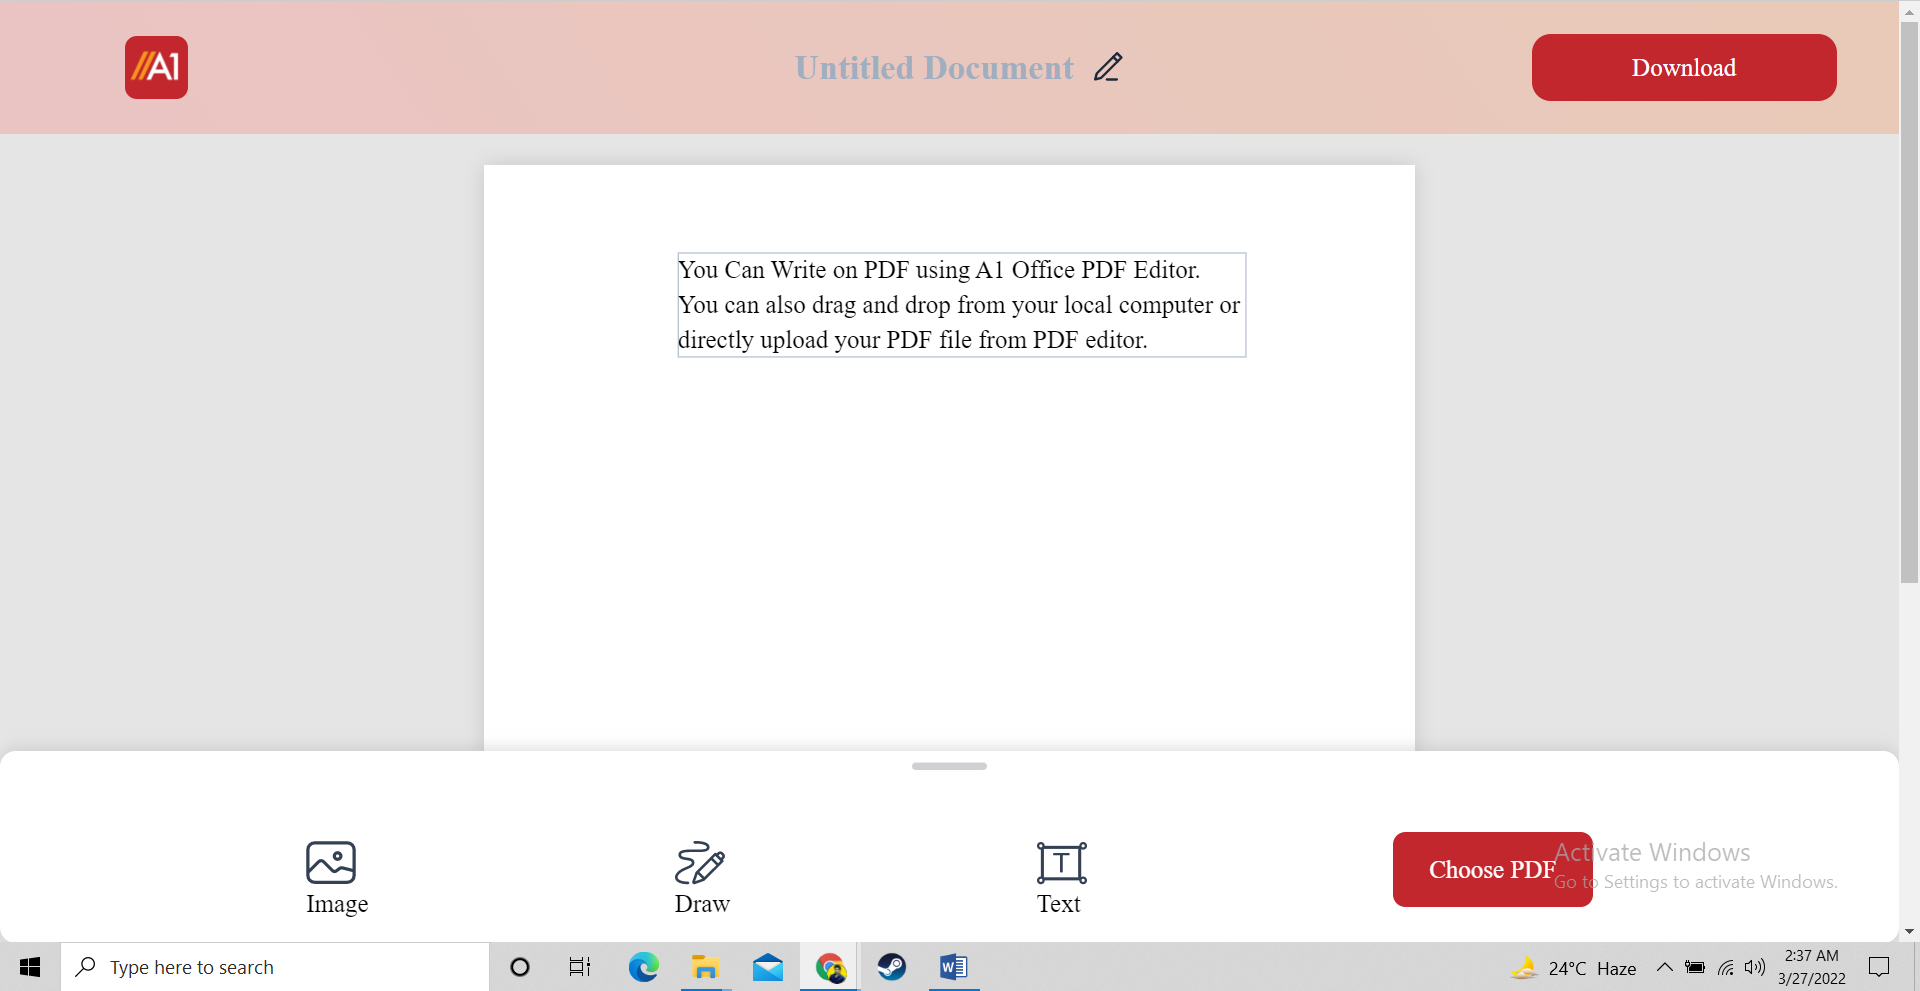 A1
Untitled Document
Download
You Can Write on PDF using A1 Office PDF Editor.
You can also drag and drop from your local computer or
directly upload your PDF file from PDF editor.
Image
Draw
T
Text
Choose PDF
Activate Windows
Go to Settings to activate Windows.
Type here to search
W
24°C Haze
2:37 AM
3/27/2022